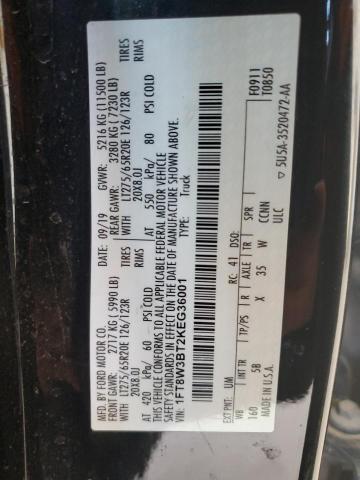 MFD. BY FORD MOTOR CO.
DATE: 09/19 GVWR: 5216 KG (11500 LB)
FRONT GAWR: 2717 KG ( 5990 LB) REAR GAWR: 3280 KG ( 7230 LB)
WITH LT275/65R20E 126/123R TIRES WITH LT275/65R20E 126/123R TIRES
20X8.0J RIMS 20X8.0J RIMS
AT 420 kPa/ 60 PSI COLD AT 550 kPa/ 80 PSI COLD
THIS VEHICLE CONFORMS TO ALL APPLICABLE FEDERAL MOTOR VEHICLE
SAFETY STANDARDS IN EFFECT ON THE DATE OF MANUFACTURE SHOWN ABOVE.
VIN: 1FT8W3BT2KEG36001
TYPE: Truck
F0911
T0850
EXT PNT: UM RC: 41 DSO:
WB INT TR TP/PS R AXLE TR SPR
160 5B X 35 W CCNN
MADE IN U.S.A. ULC
5U5A-3520472-AA